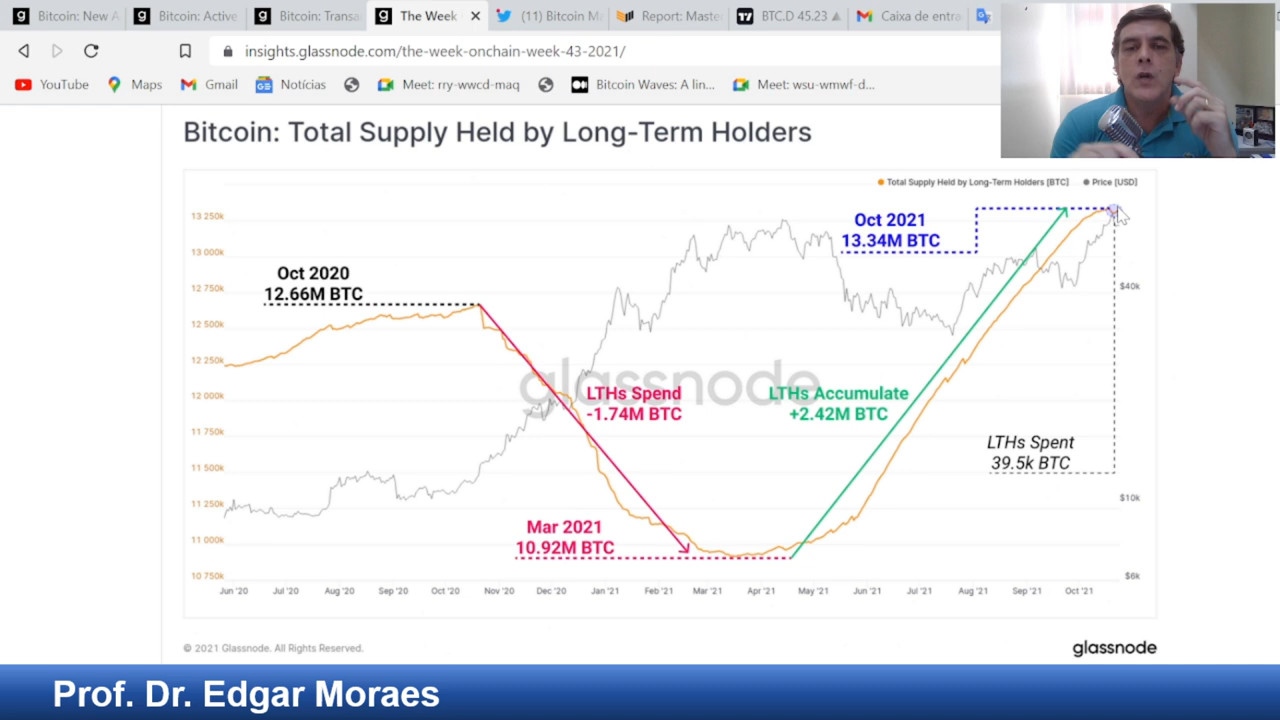 Bitcoin: New A
Bitcoin: Active
Bitcoin: Transa
The Week
(11) Bitcoin Ma
Report: Master
BTC.D 45.23
Caixa de entra
insights.glassnode.com/the-week-onchain-week-43-2021/
YouTube
Maps
Gmail
Notícias
Meet: rry-wwcd-maq
Bitcoin Waves: A lin...
Meet: wsu-wmwf-d...
Bitcoin: Total Supply Held by Long-Term Holders
Total Supply Held by Long-Term Holders [BTC]
Price [USD]
13 250k
13 000k
12 750k
12 500k
12 250k
12 000k
11 750k
11 500k
11 250k
11 000k
10 750k
Oct 2020
12.66M BTC
Oct 2021
13.34M BTC
glassnode
LTHs Spend
-1.74M BTC
LTHs Accumulate
+2.42M BTC
LTHs Spent
39.5k BTC
Mar 2021
10.92M BTC
$40k
$10k
$6k
Jun '20
Jul '20
Aug '20
Sep '20
Oct '20
Nov '20
Dec '20
Jan '21
Feb '21
Mar '21
Apr '21
May '21
Jun '21
Jul '21
Aug '21
Sep '21
Oct '21
© 2021 Glassnode. All Rights Reserved.
glassnode
Prof. Dr. Edgar Moraes